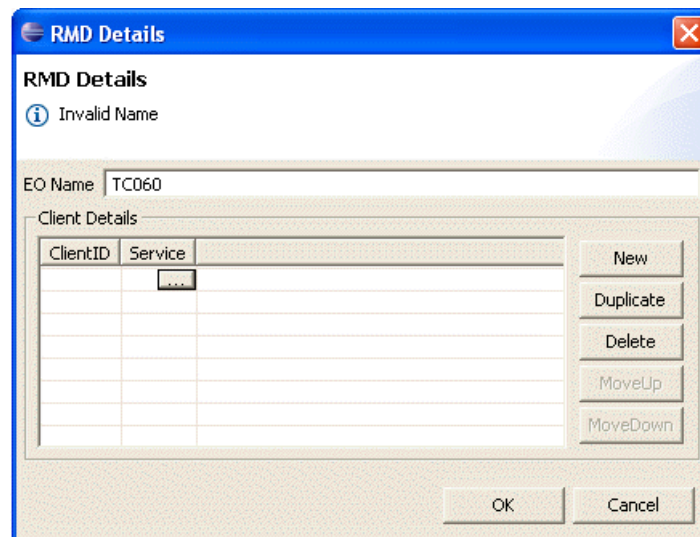 RMD Details
RMD Details
Invalid Name
EO Name TC060
Client Details
ClientID Service
...
New
Duplicate
Delete
MoveUp
MoveDown
OK Cancel